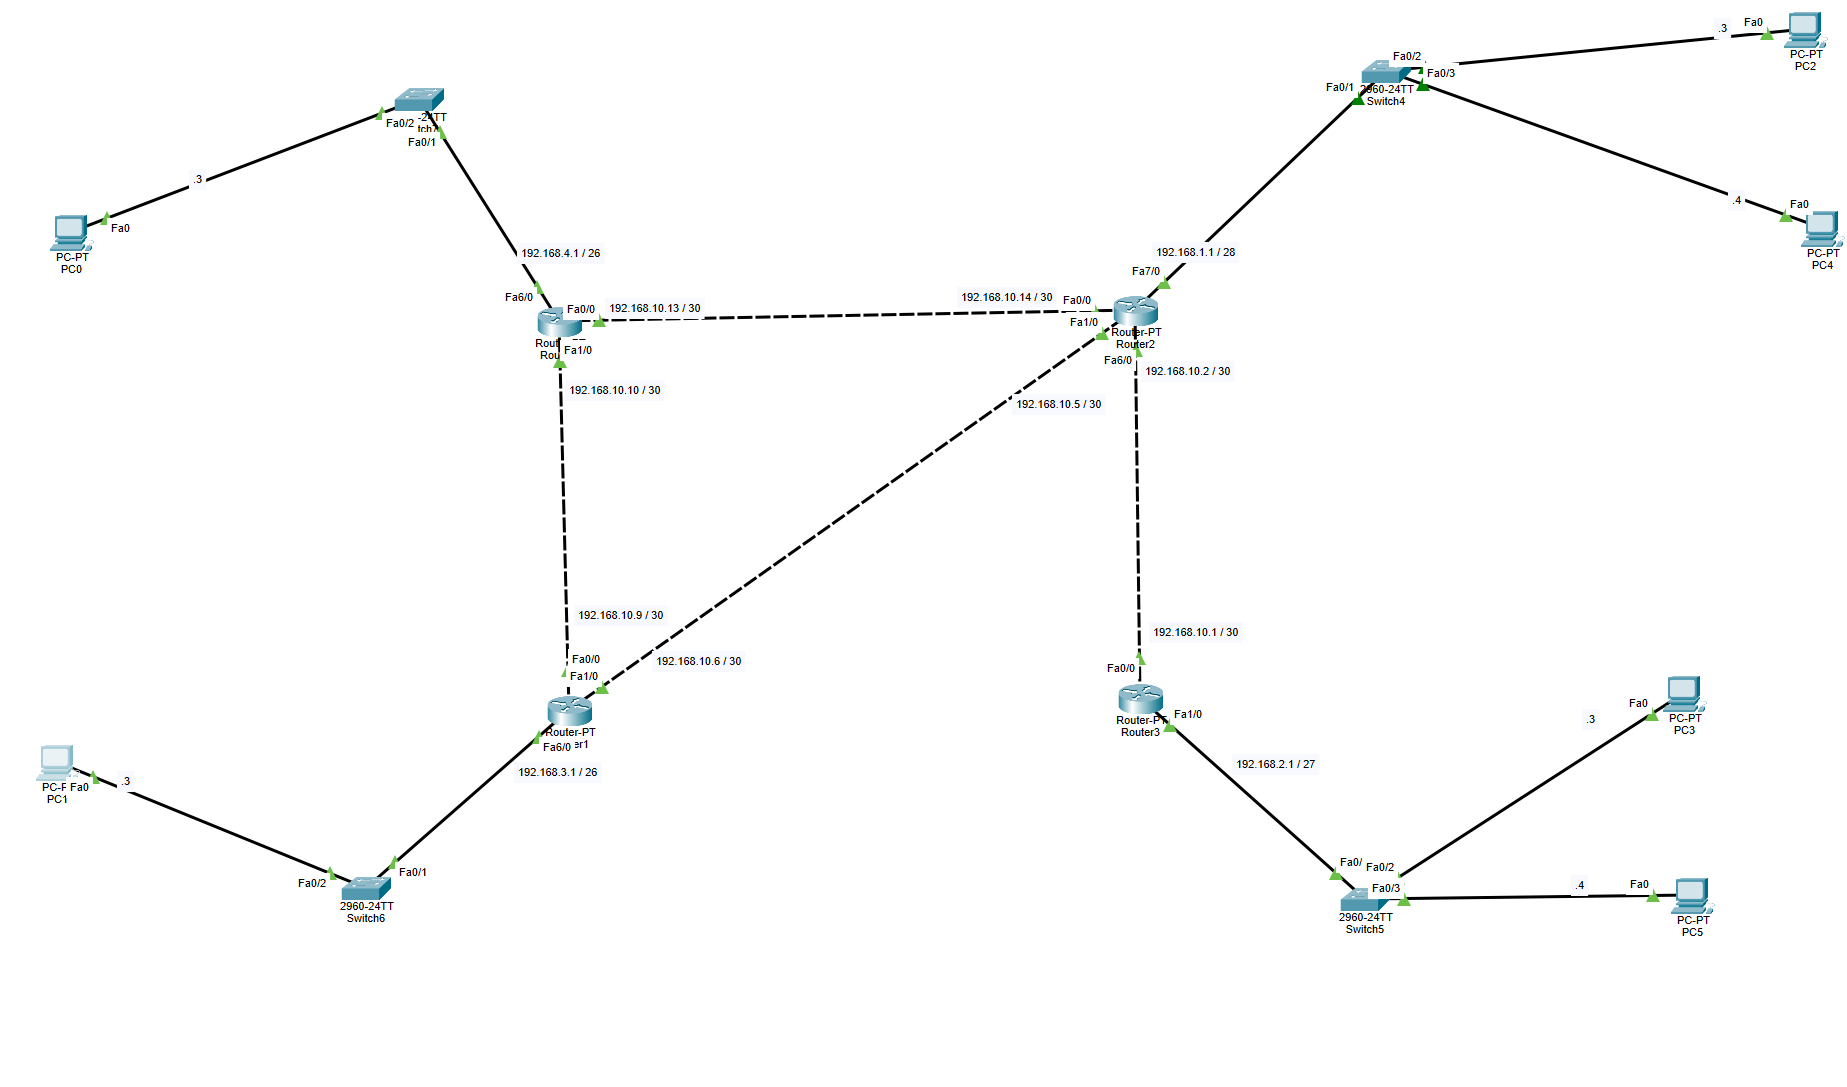 .3
Fa0
PC-PT
PC2
Fa0/2
Fa0/3
Fa0/1
2960-24TT
Switch4
-24TT
Fa0/2
Fa0/1
.3
Fa0
PC-PT
PC0
.4
Fa0
PC-PT
PC4
192.168.4.1 / 26
192.168.1.1 / 28
Fa7/0
Fa6/0
Fa0/0
192.168.10.13 / 30
192.168.10.14 / 30
Fa0/0
Fa1/0
Router-PT
Router2
Fa1/0
Fa6/0
192.168.10.2 / 30
192.168.10.10 / 30
192.168.10.5 / 30
192.168.10.9 / 30
192.168.10.1 / 30
Fa0/0
Fa1/0
192.168.10.6 / 30
Fa0/0
Router-PT
Router3
Fa1/0
Router-PT
er1
Fa6/0
192.168.3.1 / 26
192.168.2.1 / 27
Fa0
PC-PT
PC3
.3
Fa0
PC1
.3
Fa0/2
Fa0/1
2960-24TT
Switch6
Fa0/
Fa0/2
Fa0/3
2960-24TT
Switch5
.4
Fa0
PC-PT
PC5